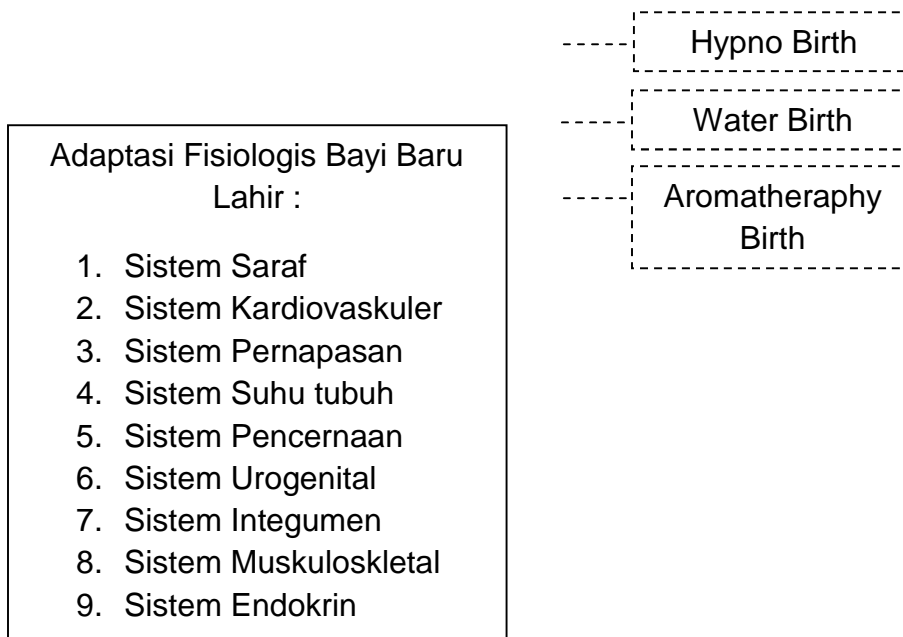 Hypno Birth
Water Birth
Aromatheraphy
Birth
Adaptasi Fisiologis Bayi Baru
Lahir :
1. Sistem Saraf
2. Sistem Kardiovaskuler
3. Sistem Pernapasan
4. Sistem Suhu tubuh
5. Sistem Pencernaan
6. Sistem Urogenital
7. Sistem Integumen
8. Sistem Muskuloskletal
9. Sistem Endokrin